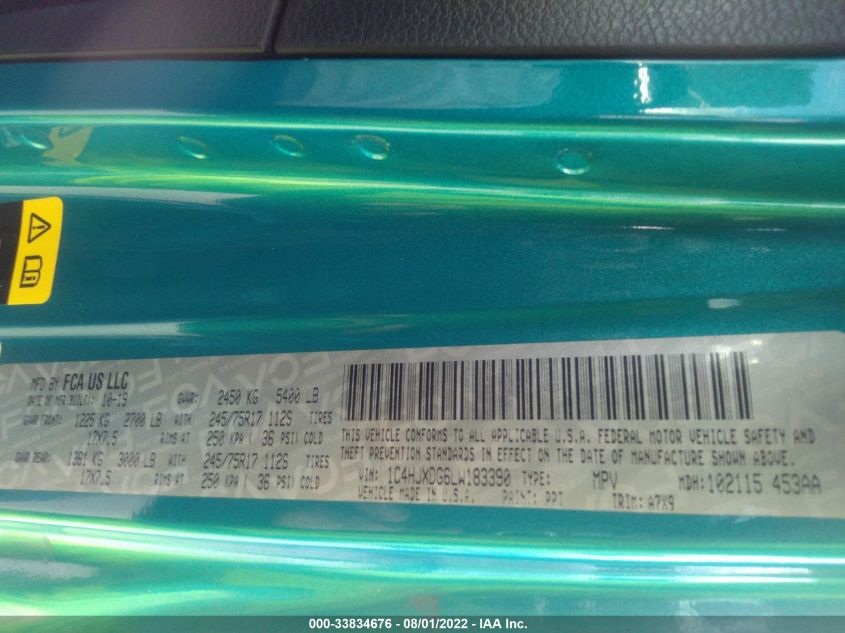 MFD BY FCA US LLC
DATE OF MFR(BUILT): 10-19 GVWR: 2450 KG 5400 LB
GAWR FRONT: 1225 KG 2700 LB WITH 245/75R17 112S TIRES
17X7.5 RIMS AT 250 KPA ( 36 PSI) COLD
GAWR REAR: 1361 KG 3000 LB WITH 245/75R17 112S TIRES
17X7.5 RIMS AT 250 KPA ( 36 PSI) COLD
THIS VEHICLE CONFORMS TO ALL APPLICABLE U.S.A. FEDERAL MOTOR VEHICLE SAFETY AND
THEFT PREVENTION STANDARDS IN EFFECT ON THE DATE OF MANUFACTURE SHOWN ABOVE.
VIN: 1C4HJXDG6LW183390 TYPE: MPV MDH: 102115 453AA
VEHICLE MADE IN U.S.A. PAINT: PPI TRIM: A7X9
000-33834676 - 08/01/2022 - IAA Inc.